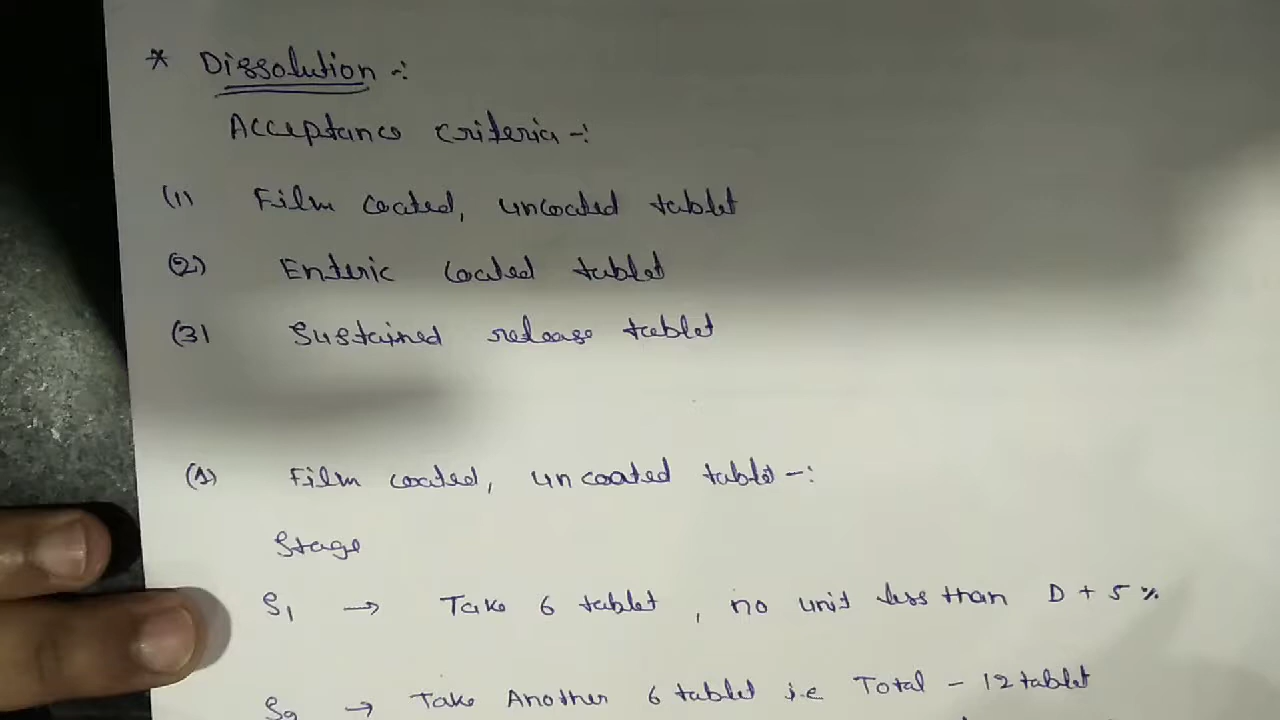 * Dissolution -:
Acceptance criteria -:
(1) Film coated, uncoated tablet
(2) Enteric coated tablet
(3) Sustained release tablet
(1) Film coated, uncoated tablet -:
Stage
S1 → Take 6 tablet, no unit less than D + 5 %
S2 → Take Another 6 tablet i.e Total - 12 tablet